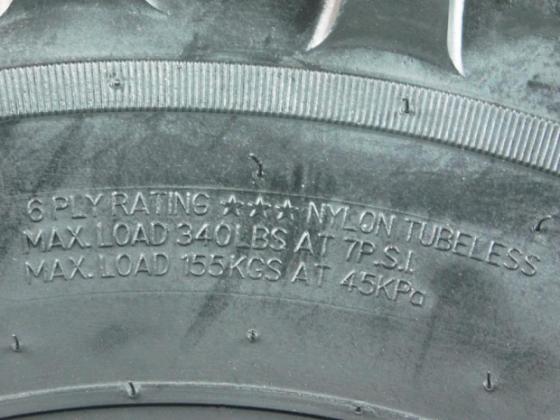 6 PLY RATING ☆☆☆ NYLON TUBELESS
MAX. LOAD 340LBS AT 7P.S.I.
MAX. LOAD 155KGS AT 45KPa